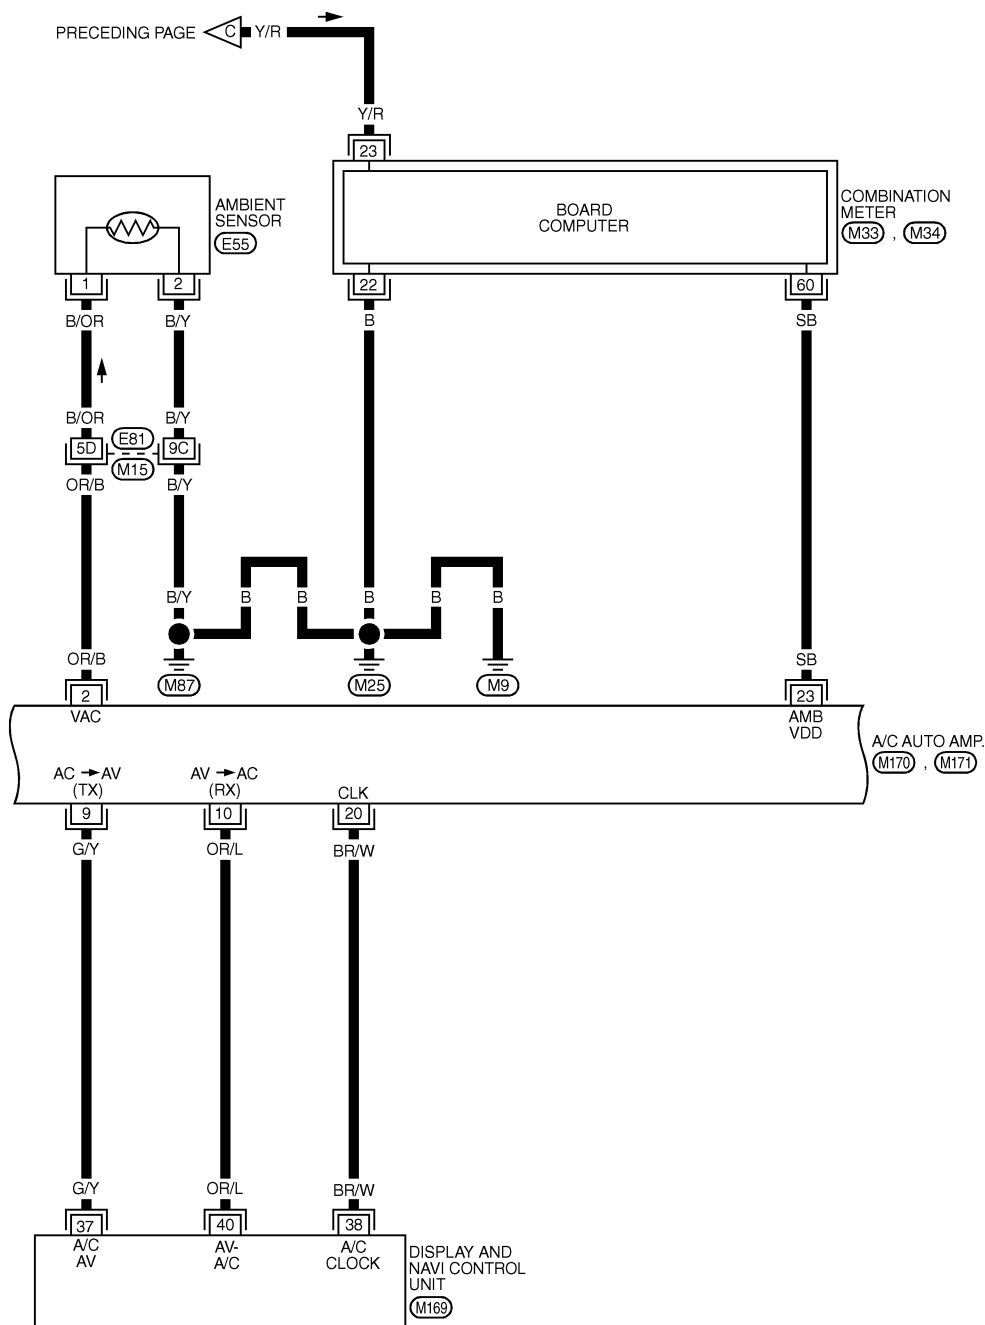 PRECEDING PAGE C Y/R
Y/R
23
AMBIENT
SENSOR
E55
BOARD
COMPUTER
COMBINATION
METER
M33 , M34
1 2 22 60
B/OR B/Y B SB
B/OR B/Y
5D E81 9C
M15
OR/B B/Y
B/Y B B B B B
OR/B SB
M87 M25 M9
2 23
VAC AMB
VDD
A/C AUTO AMP.
M170 , M171
AC AV AV AC
(TX) (RX) CLK
9 10 20
G/Y OR/L BR/W
G/Y OR/L BR/W
37 40 38
A/C AV- A/C
AV A/C CLOCK
DISPLAY AND
NAVI CONTROL
UNIT
M169